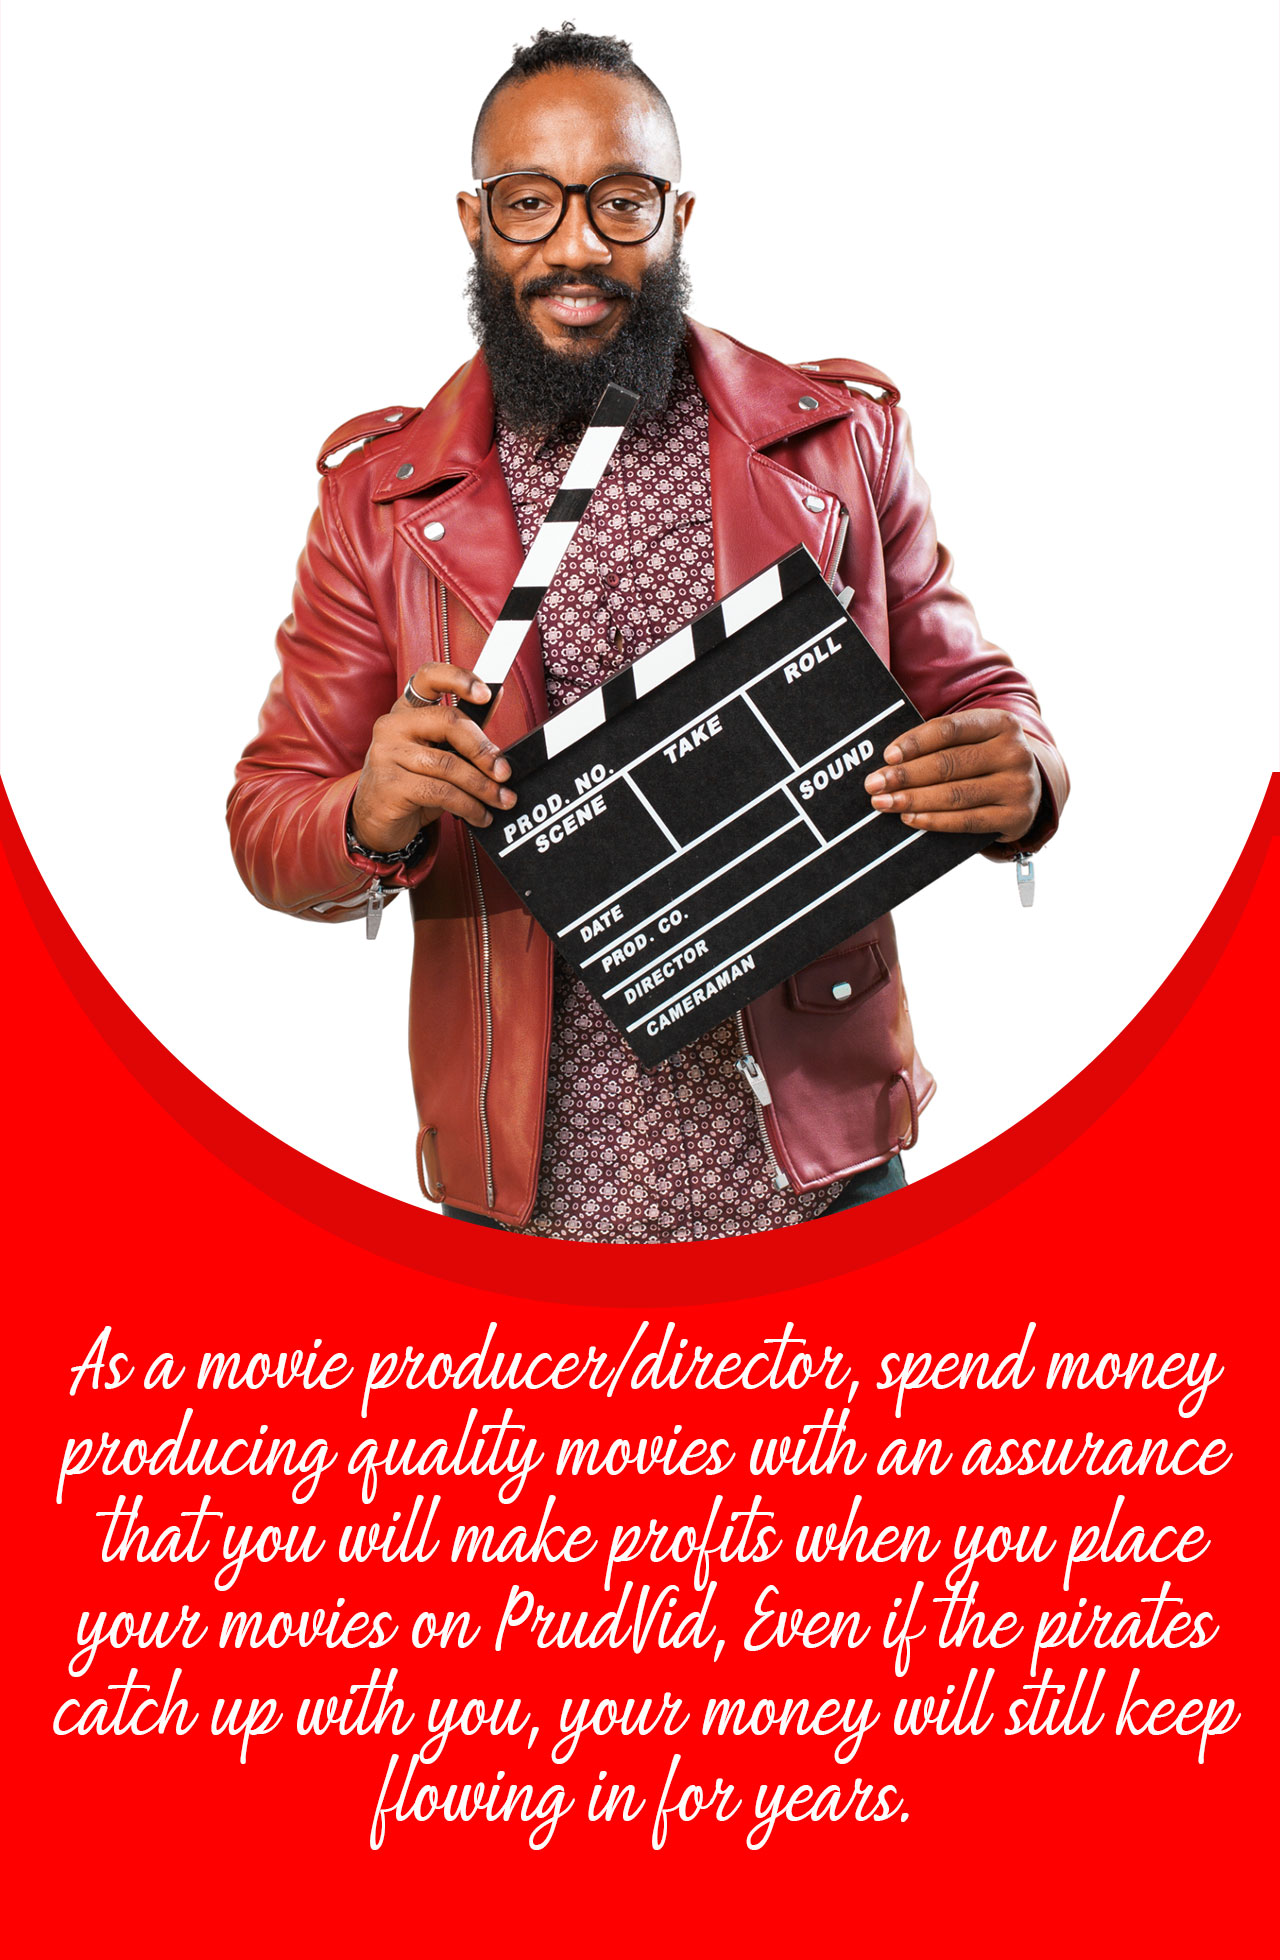 ROLL
TAKE
SOUND
PROD. NO.
SCENE
DATE
PROD. CO.
DIRECTOR
CAMERAMAN
As a movie producer/director, spend money
producing quality movies with an assurance
that you will make profits when you place
your movies on PrudVid, Even if the pirates
catch up with you, your money will still keep
flowing in for years.